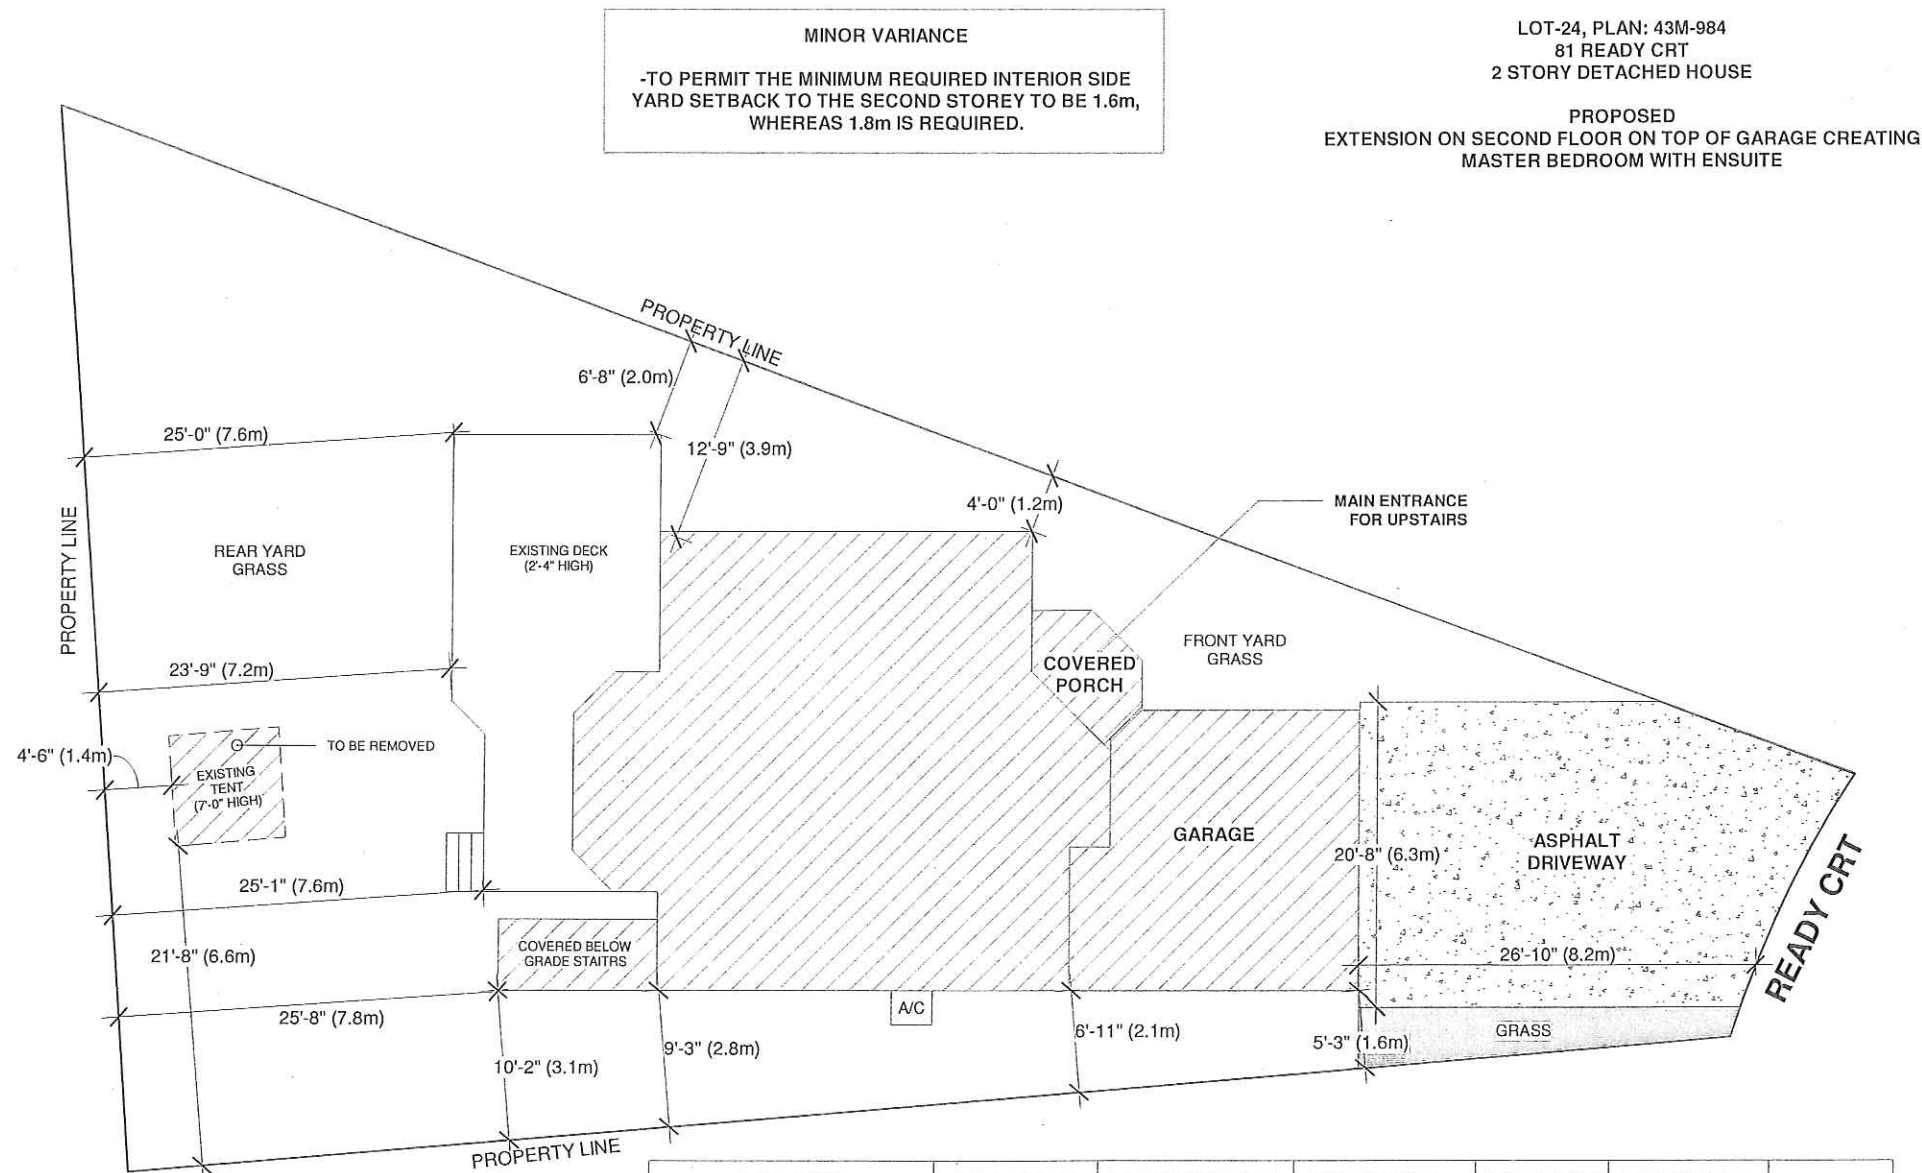 MINOR VARIANCE
-TO PERMIT THE MINIMUM REQUIRED INTERIOR SIDE
YARD SETBACK TO THE SECOND STOREY TO BE 1.6m,
WHEREAS 1.8m IS REQUIRED.
LOT-24, PLAN: 43M-984
81 READY CRT
2 STORY DETACHED HOUSE
PROPOSED
EXTENSION ON SECOND FLOOR ON TOP OF GARAGE CREATING
MASTER BEDROOM WITH ENSUITE
PROPERTY LINE
6'-8" (2.0m)
25'-0" (7.6m)
12'-9" (3.9m)
4'-0" (1.2m)
MAIN ENTRANCE
FOR UPSTAIRS
PROPERTY LINE
REAR YARD
GRASS
EXISTING DECK
(2'-4" HIGH)
FRONT YARD
GRASS
COVERED
PORCH
23'-9" (7.2m)
4'-6" (1.4m)
TO BE REMOVED
EXISTING
TENT
(7'-0" HIGH)
GARAGE
20'-8" (6.3m)
ASPHALT
DRIVEWAY
READY CRT
25'-1" (7.6m)
21'-8" (6.6m)
COVERED BELOW
GRADE STAITRS
26'-10" (8.2m)
25'-8" (7.8m)
A/C
10'-2" (3.1m)
9'-3" (2.8m)
6'-11" (2.1m)
5'-3" (1.6m)
GRASS
PROPERTY LINE